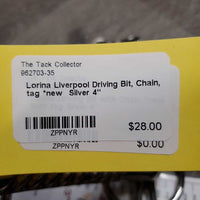 The Tack Collector
962703-35
Lorina Liverpool Driving Bit, Chain,
tag *new Silver 4"
ZPPNYR
$28.00
ZPPNYR
$0.00